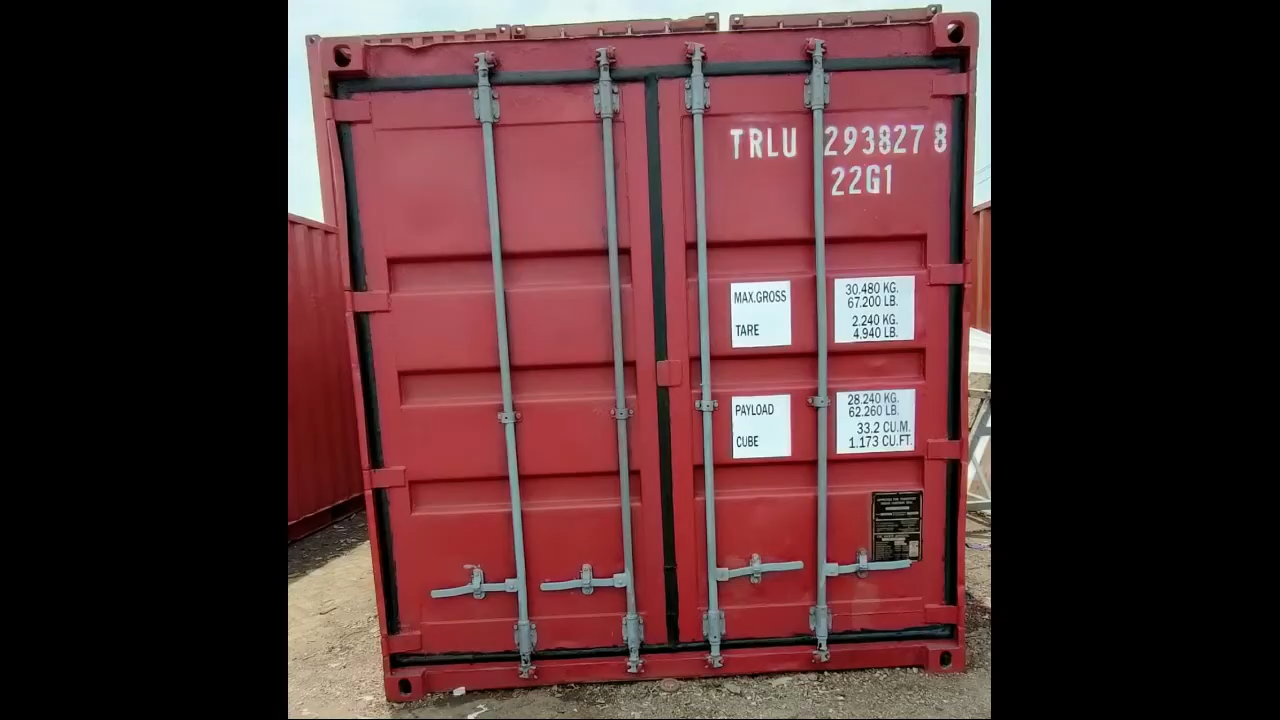 TRLU 293827 8
22G1
MAX.GROSS 30.480 KG.
67.200 LB.
TARE 2.240 KG.
4.940 LB.
PAYLOAD 28.240 KG.
62.260 LB.
33.2 CU.M.
CUBE 1.173 CU.FT.